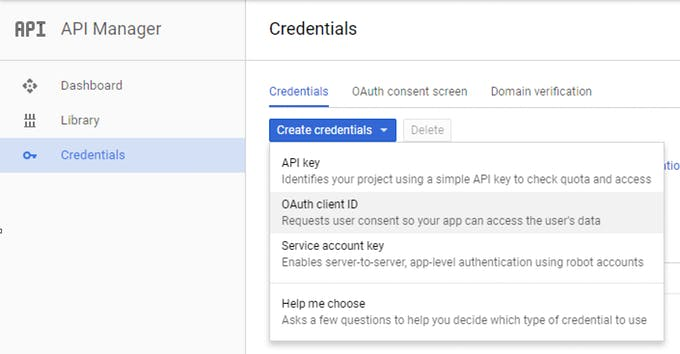 API API Manager
Credentials
Dashboard
Library
Credentials
Credentials OAuth consent screen Domain verification
Create credentials Delete
API key
Identifies your project using a simple API key to check quota and access
OAuth client ID
Requests user consent so your app can access the user's data
Service account key
Enables server-to-server, app-level authentication using robot accounts
Help me choose
Asks a few questions to help you decide which type of credential to use